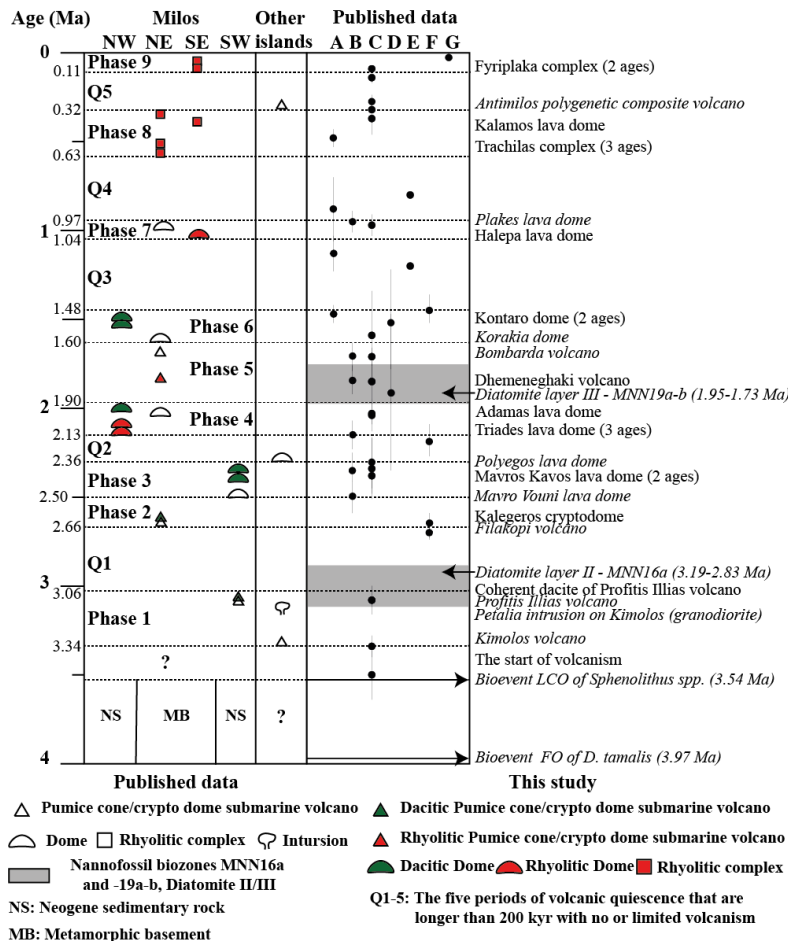 Age (Ma) Milos Other islands Published data
NW NE SE SW A B C D E F G
0
Phase 9
Fyriplaka complex (2 ages)
0.11
Q5
Antimilos polygenetic composite volcano
0.32
Kalamos lava dome
Phase 8
Trachilas complex (3 ages)
0.63
Q4
0.97
Plakes lava dome
1
Phase 7
Halepa lava dome
1.04
Q3
1.48
Kontaro dome (2 ages)
Phase 6
Korakia dome
1.60
Bombarda volcano
Phase 5
Dhemeneghaki volcano
Diatomite layer III - MNN19a-b (1.95-1.73 Ma)
1.90
2
Adamas lava dome
Phase 4
Triades lava dome (3 ages)
2.13
Q2
2.36
Polyegos lava dome
Phase 3
Mavros Kavos lava dome (2 ages)
2.50
Mavro Vouni lava dome
Phase 2
Kalegeros cryptodome
2.66
Filakopi volcano
Q1
Diatomite layer II - MNN16a (3.19-2.83 Ma)
3
Coherent dacite of Profitis Illias volcano
3.06
Profitis Illias volcano
Phase 1
Petalia intrusion on Kimolos (granodiorite)
Kimolos volcano
3.34
?
The start of volcanism
Bioevent LCO of Sphenolithus spp. (3.54 Ma)
NS MB NS ?
4
Bioevent FO of D. tamalis (3.97 Ma)
Published data
Pumice cone/crypto dome submarine volcano
Dome Rhyolitic complex Intursion
Nannofossil biozones MNN16a
and -19a-b, Diatomite II/III
NS: Neogene sedimentary rock
MB: Metamorphic basement
This study
Dacitic Pumice cone/crypto dome submarine volcano
Rhyolitic Pumice cone/crypto dome submarine volcano
Dacitic Dome Rhyolitic Dome Rhyolitic complex
Q1-5: The five periods of volcanic quiescence that are
longer than 200 kyr with no or limited volcanism